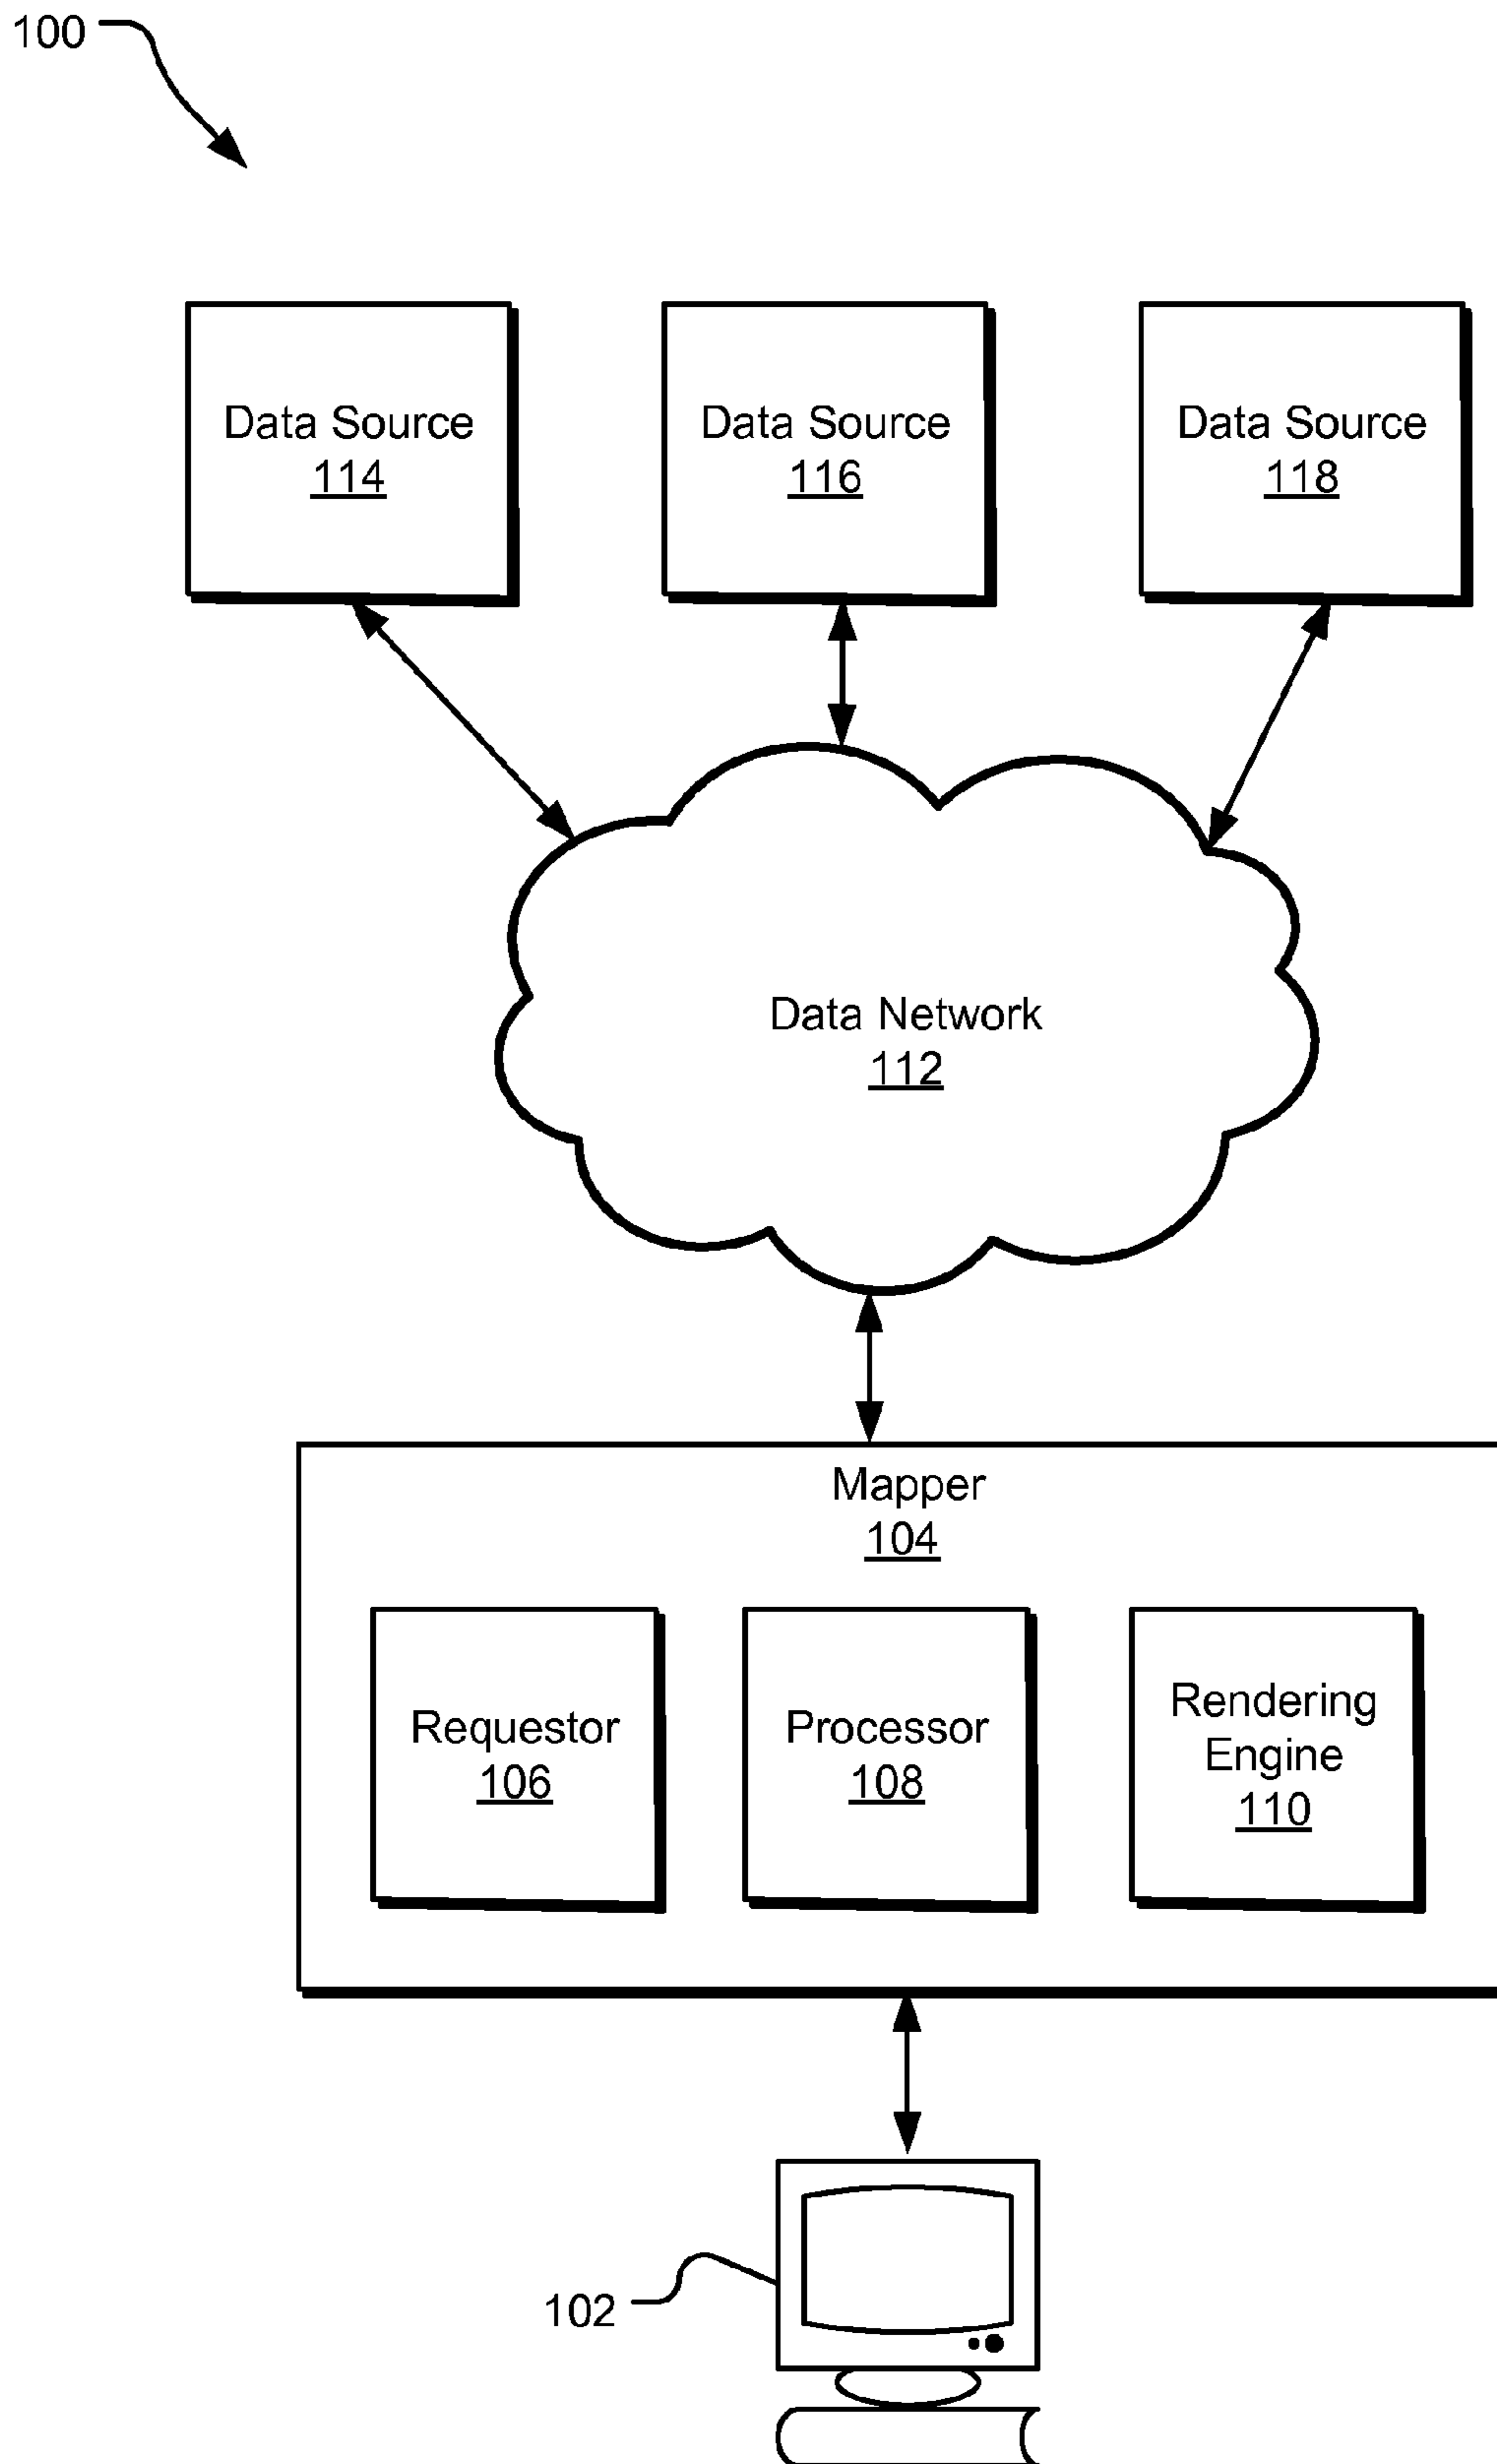 100
Data Source
114
Data Source
116
Data Source
118
Data Network
112
Mapper
104
Requestor
106
Processor
108
Rendering
Engine
110
102